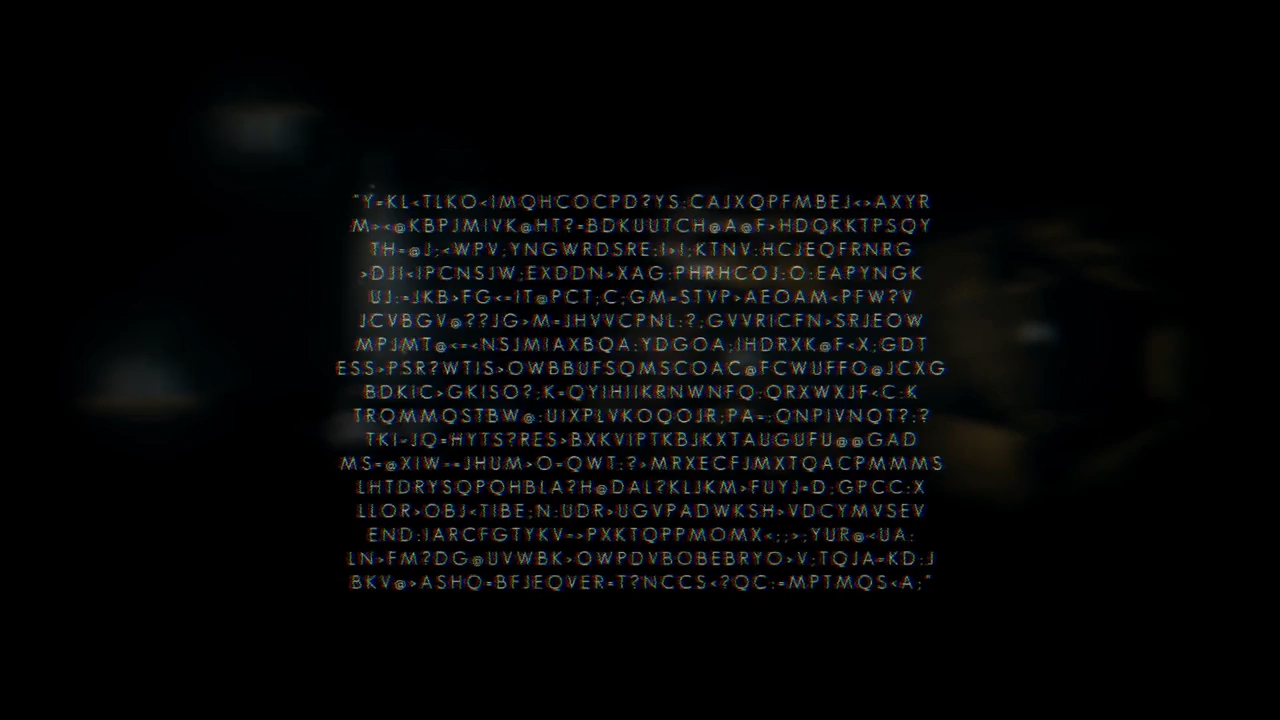 "Y=KL<TLKO<IMQHCOCPD?YS:CAJXQPFMBEJ<>AXYR
M><@KBPJMIVK@HT?=BDKUUTCH@A@F>HDQKKTPSQY
TH=@J;<WPV;YNGWRDSRE:I>I;KTNV:HCJEQFRNRG
>DJI<IPCNSJW;EXDDN>XAG:PHRHCOJ:O:EAPYNGK
UJ:=JKB>FG<=IT@PCT;C;GM=STVP>AEOAM<PFW?V
JCVBGV@??JG>M=JHVVCPNL:?;GVVRICFN>SRJEOW
MPJMT@<=<NSJMIAXBQA:YDGOA;IHDRXK@F<X;GDT
ESS>PSR?WTIS>OWBBUFSQMSCOAC@FCWUFFO@JCXG
BDKIC>GKISO?:K=QYIHIIKRNWNFQ:QRXWXJF<C:K
TRQMMQSTBW@:UIXPLVKOQOJR;PA=:QNPIVNQT?:?
TKI=JQ=HYTS?RES>BXKVIPTKBJKXTAUGUFU@@GAD
MS=@XIW==JHUM>O=QWT:?>MRXECFJMXTQACPMMMS
LHTDRYSQPQHBLA?H@DAL?KLJKM>FUYJ=D;GPCC:X
LLOR>OBJ<TIBE;N:UDR>UGVPADWKSH>VDCYMVSEV
END:IARCFGTYKV=>PXKTQPPMOMX<;;>;YUR@<UA:
LN>FM?DG@UVWBK>OWPDVBOBEBRYO>V;TQJA=KD:J
BKV@>ASHO=BFJEQVER=T?NCCS<?QC:=MPTMQS<A;"